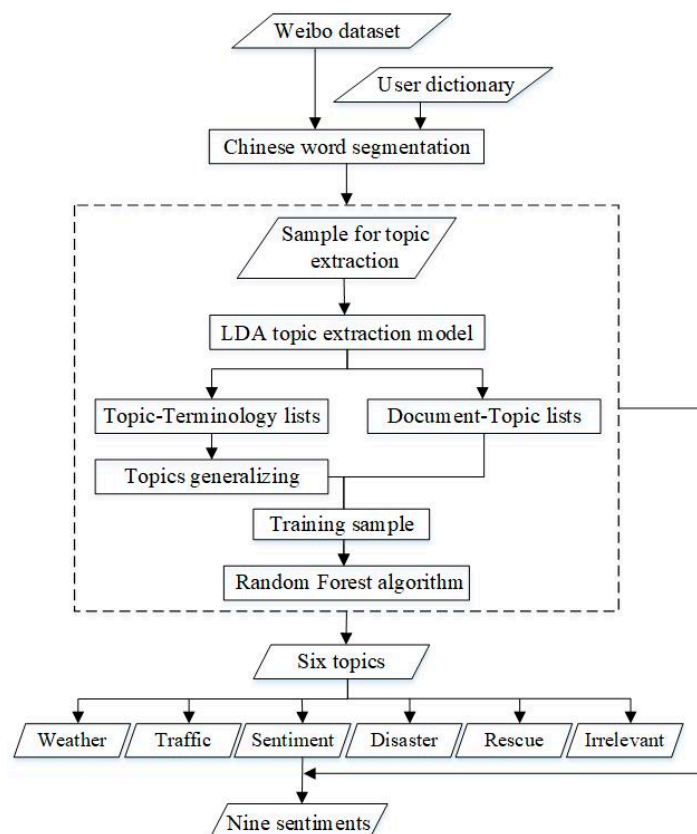 Weibo dataset
User dictionary
Chinese word segmentation
Sample for topic
extraction
LDA topic extraction model
Topic-Terminology lists
Document-Topic lists
Topics generalizing
Training sample
Random Forest algorithm
Six topics
Weather
Traffic
Sentiment
Disaster
Rescue
Irrelevant
Nine sentiments